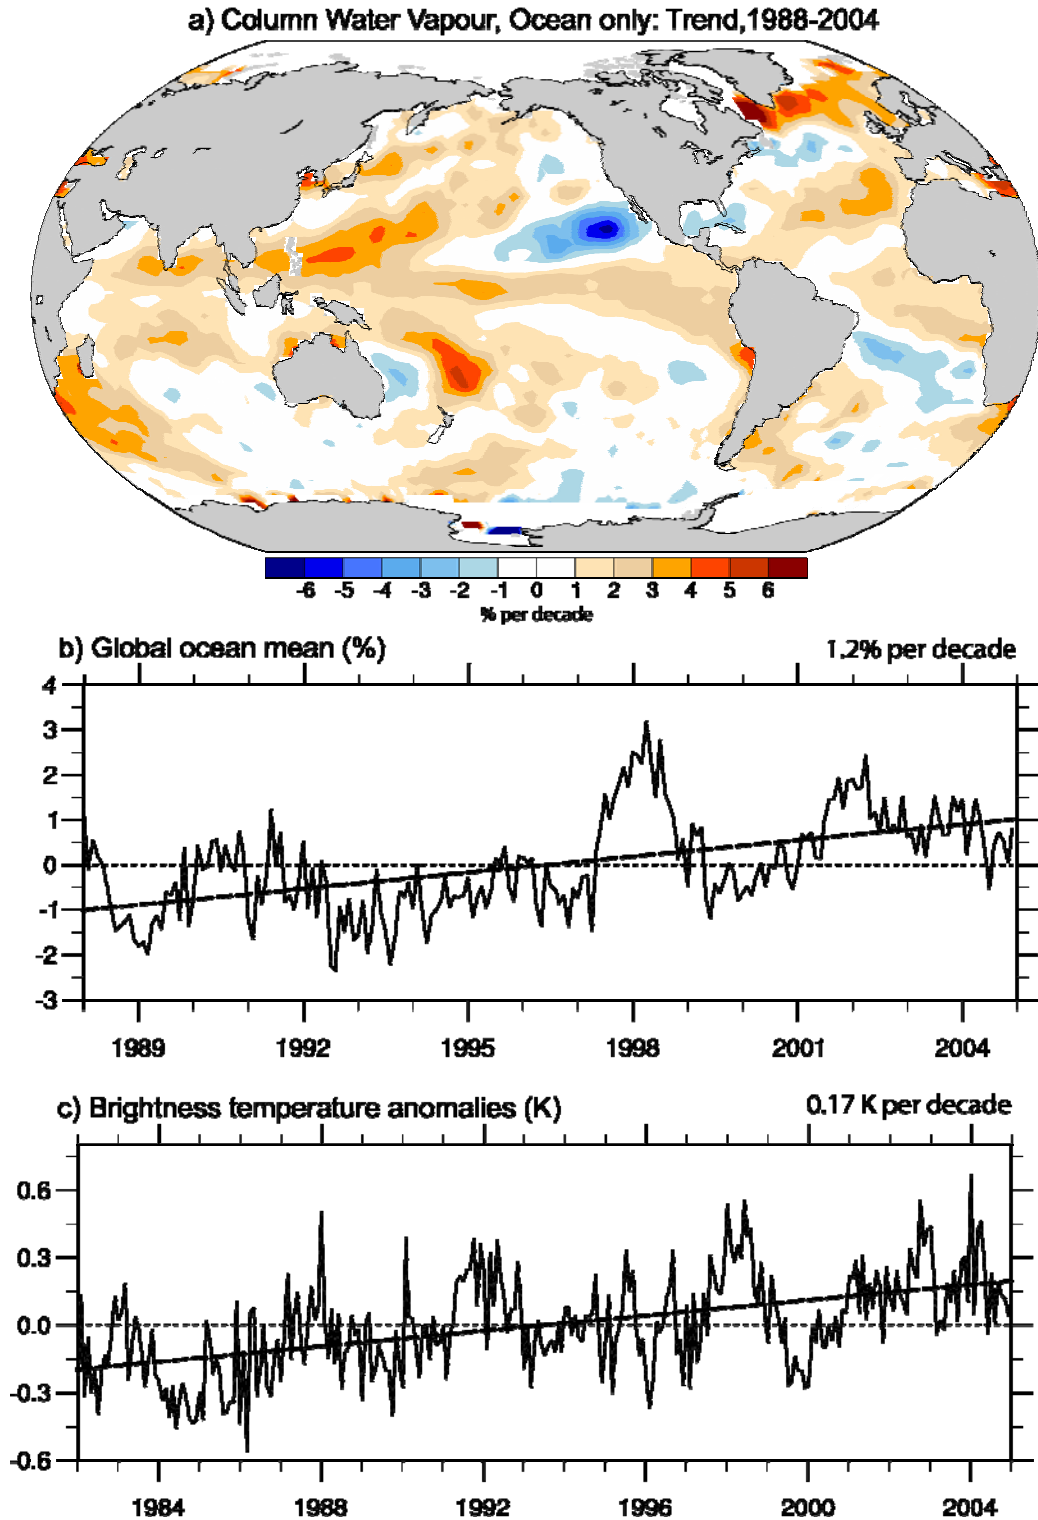 a) Column Water Vapour, Ocean only: Trend,1988-2004
-6 -5 -4 -3 -2 -1 0 1 2 3 4 5 6
% per decade
b) Global ocean mean (%) 1.2% per decade
4
3
2
1
0
-1
-2
-3
1989 1992 1995 1998 2001 2004
c) Brightness temperature anomalies (K) 0.17 K per decade
0.6
0.3
0.0
-0.3
-0.6
1984 1988 1992 1996 2000 2004